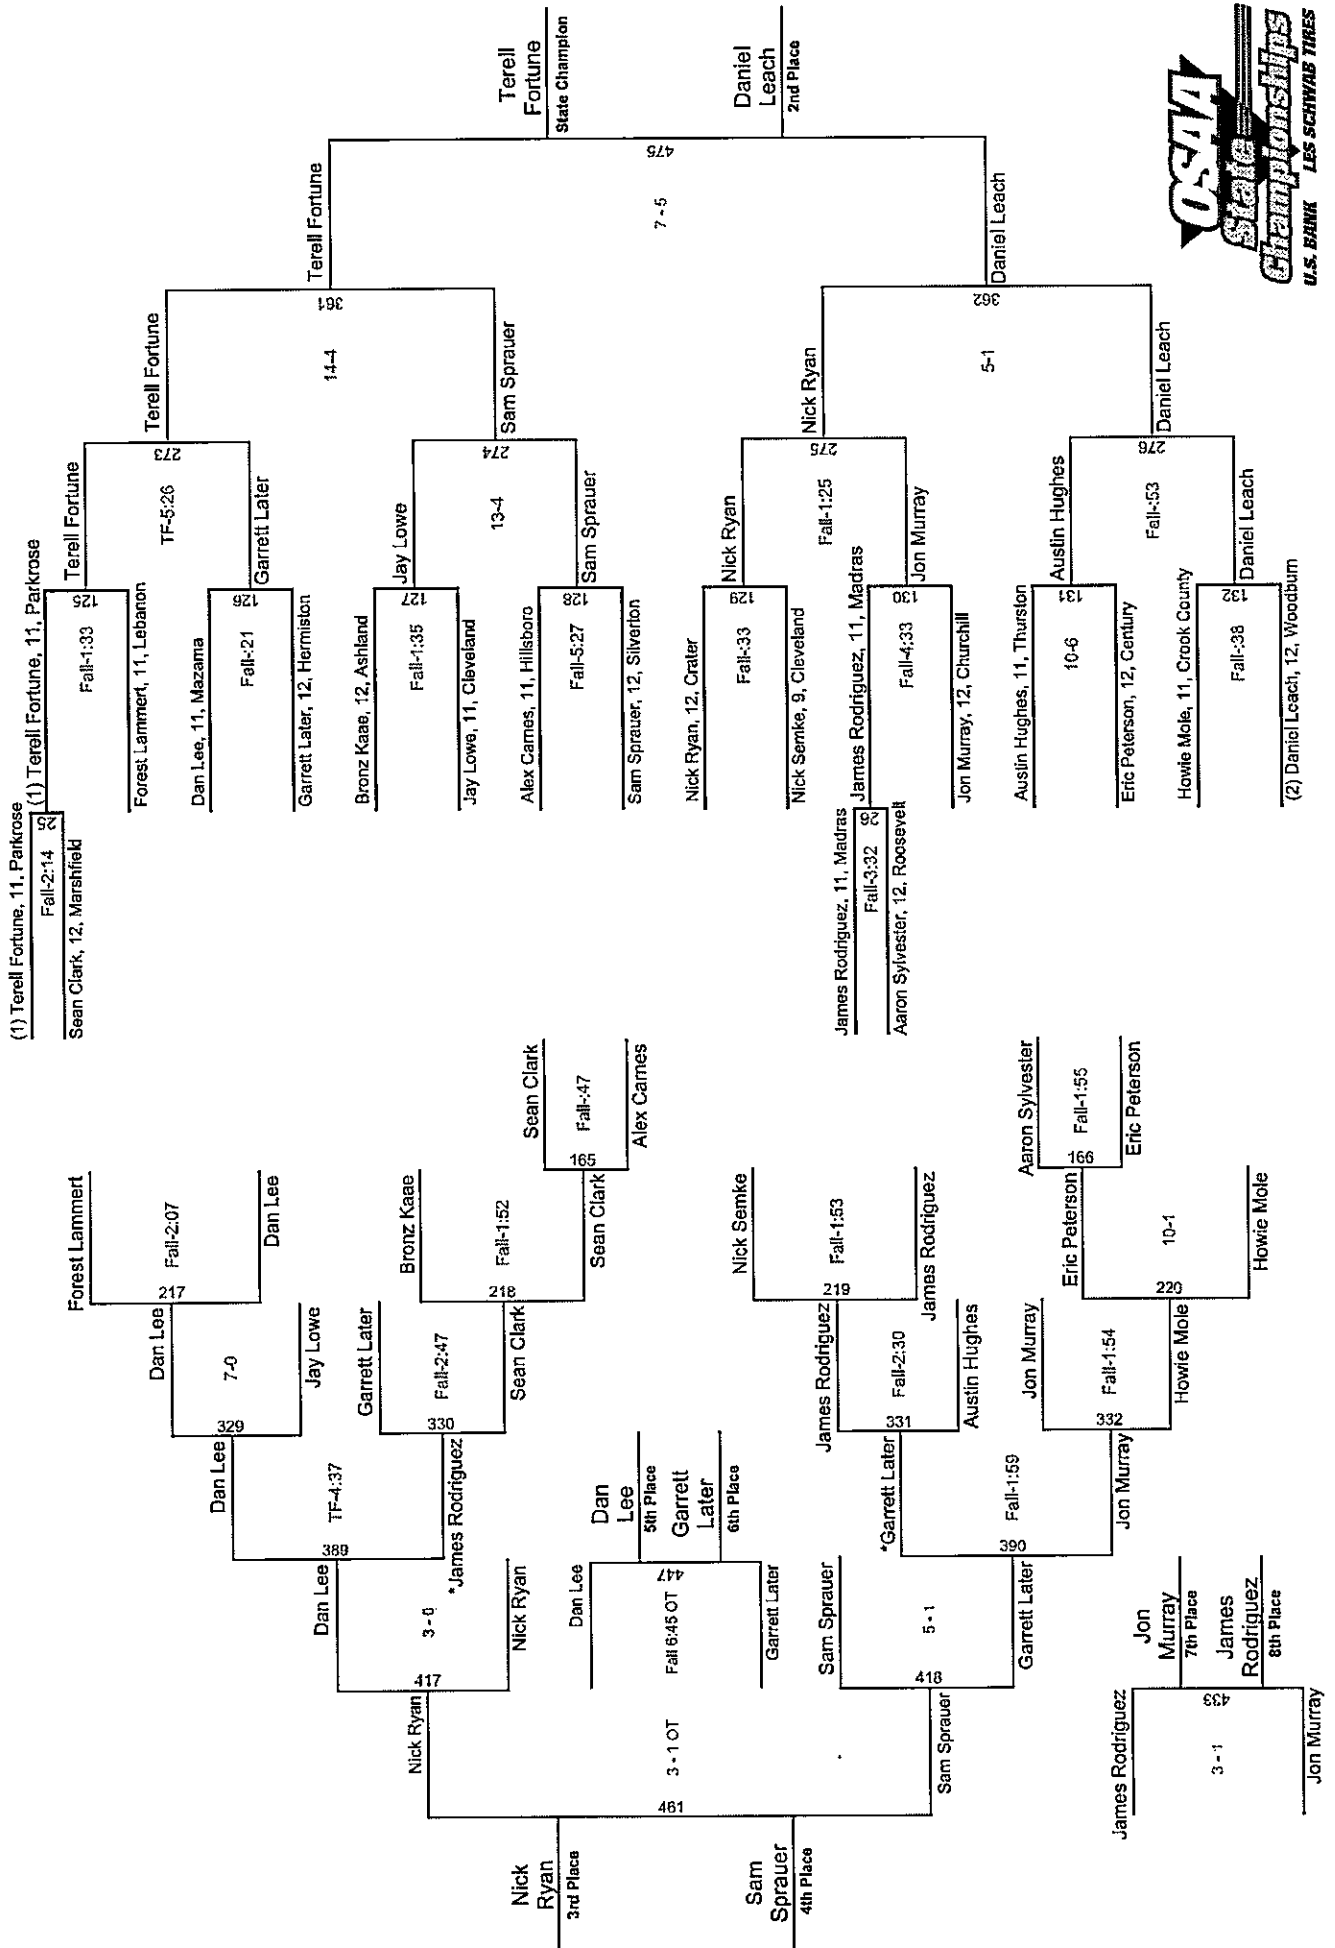 (1) Terell Fortune, 11, Parkrose
Fall-2:14
25
Sean Clark, 12, Marshfield
(1) Terell Fortune, 11, Parkrose
Fall-1:33
125
Forest Lammert, 11, Lebanon
Terell Fortune
Dan Lee, 11, Mazama
Fall-:21
126
Garrett Later, 12, Hermiston
Garrett Later
TF-5:26
273
Terell Fortune
Bronz Kaae, 12, Ashland
Fall-1:35
127
Jay Lowe, 11, Cleveland
Jay Lowe
Alex Carnes, 11, Hillsboro
Fall-5:27
128
Sam Sprauer, 12, Silverton
Sam Sprauer
13-4
274
Sam Sprauer
14-4
361
Terell Fortune
Nick Ryan, 12, Crater
Fall-:33
129
Nick Semke, 9, Cleveland
Nick Ryan
James Rodriguez, 11, Madras
Fall-3:32
26
Aaron Sylvester, 12, Roosevelt
James Rodriguez, 11, Madras
Fall-4:33
130
Jon Murray, 12, Churchill
Jon Murray
Fall-1:25
275
Nick Ryan
Austin Hughes, 11, Thurston
10-6
131
Eric Peterson, 12, Century
Austin Hughes
Howie Mole, 11, Crook County
Fall-:38
132
(2) Daniel Leach, 12, Woodburn
Daniel Leach
Fall-:53
276
Daniel Leach
5-1
362
Daniel Leach
7 - 5
475
Terell
Fortune
State Champion
Daniel
Leach
2nd Place
OSAA
State
Championships
U.S. BANK LES SCHWAB TIRES
Sean Clark
Fall-:47
165
Alex Carnes
Aaron Sylvester
Fall-1:55
166
Eric Peterson
Forest Lammert
Fall-2:07
217
Dan Lee
Bronz Kaae
Fall-1:52
218
Sean Clark
Nick Semke
Fall-1:53
219
James Rodriguez
Eric Peterson
10-1
220
Howie Mole
Dan Lee
7-0
329
Jay Lowe
Garrett Later
Fall-2:47
330
Sean Clark
James Rodriguez
Fall-2:30
331
Austin Hughes
Jon Murray
Fall-1:54
332
Howie Mole
Dan Lee
TF-4:37
389
*James Rodriguez
*Garrett Later
Fall-1:59
390
Jon Murray
Dan Lee
3 - 0
417
Nick Ryan
Sam Sprauer
5 - 1
418
Garrett Later
Dan Lee
Fall 6:45 OT
447
Garrett Later
Dan
Lee
5th Place
Garrett
Later
6th Place
James Rodriguez
3 - 1
433
Jon Murray
Jon
Murray
7th Place
James
Rodriguez
8th Place
Nick Ryan
3 - 1 OT
461
Sam Sprauer
Nick
Ryan
3rd Place
Sam
Sprauer
4th Place